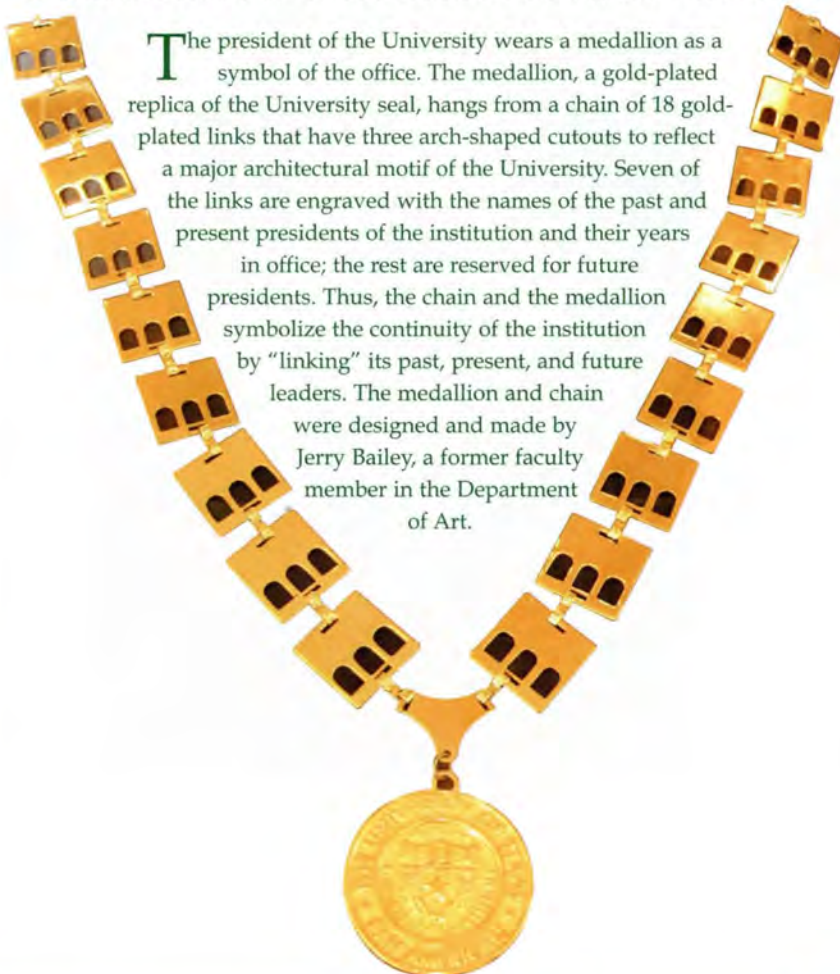 The president of the University wears a medallion as a
symbol of the office. The medallion, a gold-plated
replica of the University seal, hangs from a chain of 18 gold-
plated links that have three arch-shaped cutouts to reflect
a major architectural motif of the University. Seven of
the links are engraved with the names of the past and
present presidents of the institution and their years
in office; the rest are reserved for future
presidents. Thus, the chain and the medallion
symbolize the continuity of the institution
by “linking” its past, present, and future
leaders. The medallion and chain
were designed and made by
Jerry Bailey, a former faculty
member in the Department
of Art.